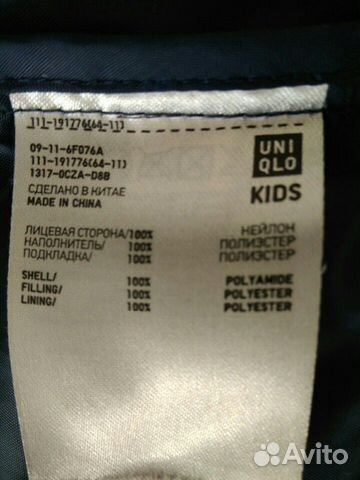 111-191776(64-11)
09-11-6F076A
111-191776(64-11)
1317-0CZA-D8B
СДЕЛАНО В КИТАЕ
MADE IN CHINA
UNI
QLO
KIDS
ЛИЦЕВАЯ СТОРОНА/100% НЕЙЛОН
НАПОЛНИТЕЛЬ/ 100% ПОЛИЭСТЕР
ПОДКЛАДКА/ 100% ПОЛИЭСТЕР
SHELL/ 100% POLYAMIDE
FILLING/ 100% POLYESTER
LINING/ 100% POLYESTER
Avito